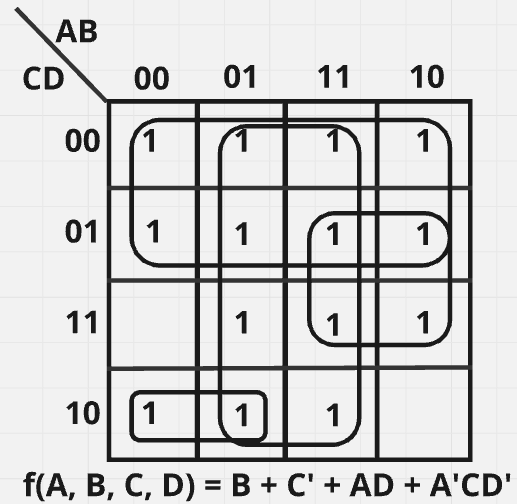 AB
CD 00 01 11 10
00 1 1 1 1
01 1 1 1 1
11 1 1 1
10 1 1 1
f(A, B, C, D) = B + C' + AD + A'CD'